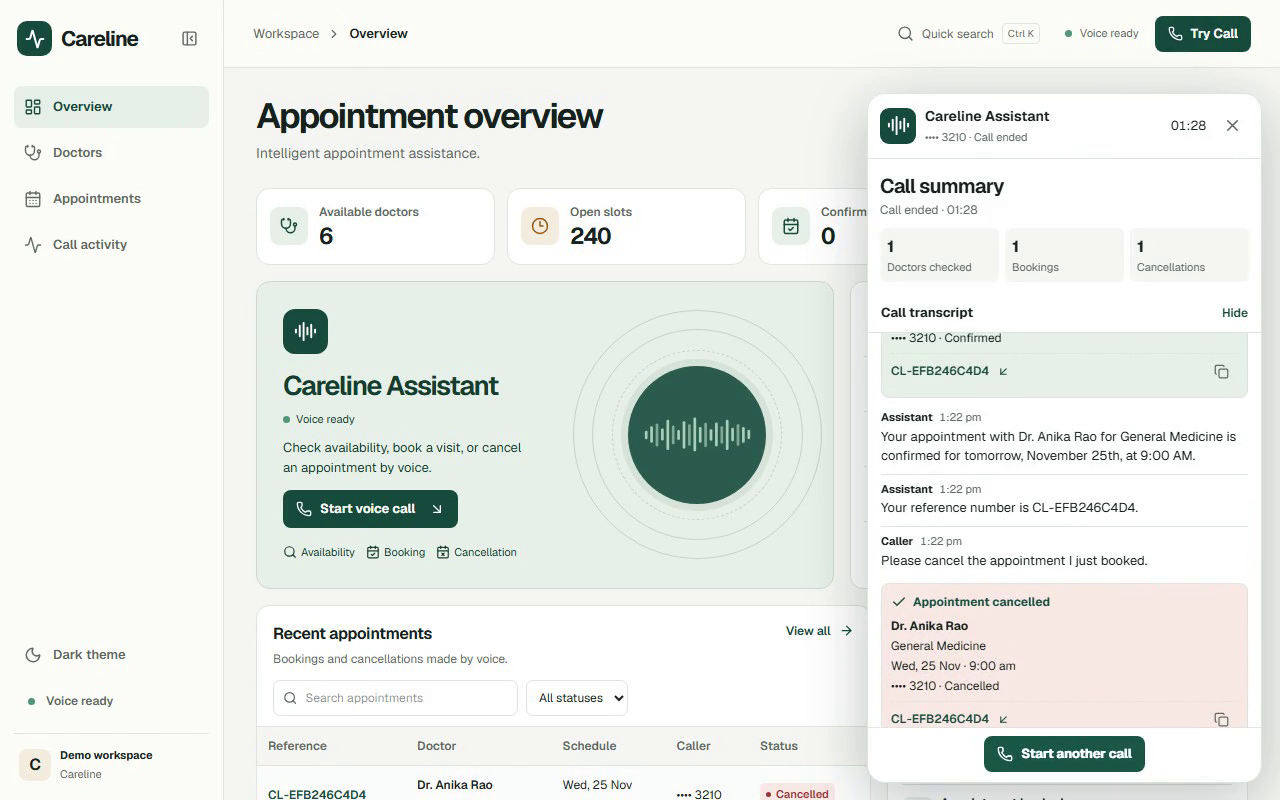 Careline
Overview
Doctors
Appointments
Call activity
Dark theme
Voice ready
C
Demo workspace
Careline
Workspace
Overview
Quick search
Ctrl K
Voice ready
Try Call
Appointment overview
Intelligent appointment assistance.
Available doctors
6
Open slots
240
Confirm
0
Careline Assistant
Voice ready
Check availability, book a visit, or cancel
an appointment by voice.
Start voice call
Availability
Booking
Cancellation
Recent appointments
View all
Bookings and cancellations made by voice.
Search appointments
All statuses
Reference
Doctor
Schedule
Caller
Status
CL-EFB246C4D4
Dr. Anika Rao
Wed, 25 Nov
•••• 3210
Cancelled
Careline Assistant
•••• 3210 · Call ended
01:28
Call summary
Call ended · 01:28
1
Doctors checked
1
Bookings
1
Cancellations
Call transcript
Hide
•••• 3210 · Confirmed
CL-EFB246C4D4
Assistant 1:22 pm
Your appointment with Dr. Anika Rao for General Medicine is
confirmed for tomorrow, November 25th, at 9:00 AM.
Assistant 1:22 pm
Your reference number is CL-EFB246C4D4.
Caller 1:22 pm
Please cancel the appointment I just booked.
Appointment cancelled
Dr. Anika Rao
General Medicine
Wed, 25 Nov · 9:00 am
•••• 3210 · Cancelled
CL-EFB246C4D4
Start another call